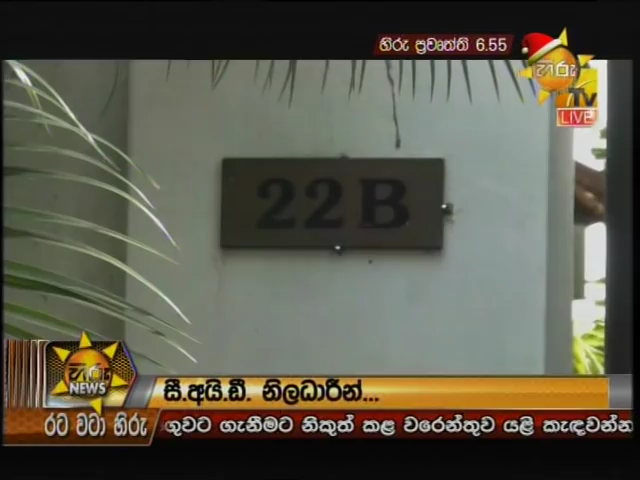 හිරු ප්‍රවෘත්ති 6.55
හිරු
TV
LIVE
22B
හිරු
NEWS
සී.අයි.ඩී. නිලධාරීන්...
රට වටා හිරු
ගුවට ගැනීමට නිකුත් කළ වරෙන්තුව යළි කැඳවන්න